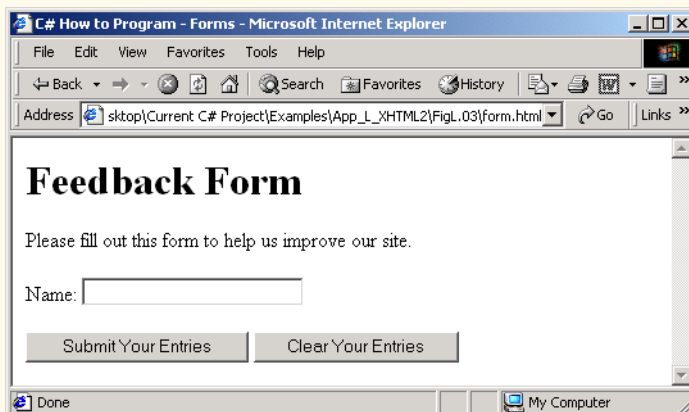 C# How to Program - Forms - Microsoft Internet Explorer
File Edit View Favorites Tools Help
Back Search Favorites History »
Address sktop\Current C# Project\Examples\App_L_XHTML2\FigL.03\form.html Go Links »
Feedback Form
Please fill out this form to help us improve our site.
Name:
Submit Your Entries Clear Your Entries
Done My Computer